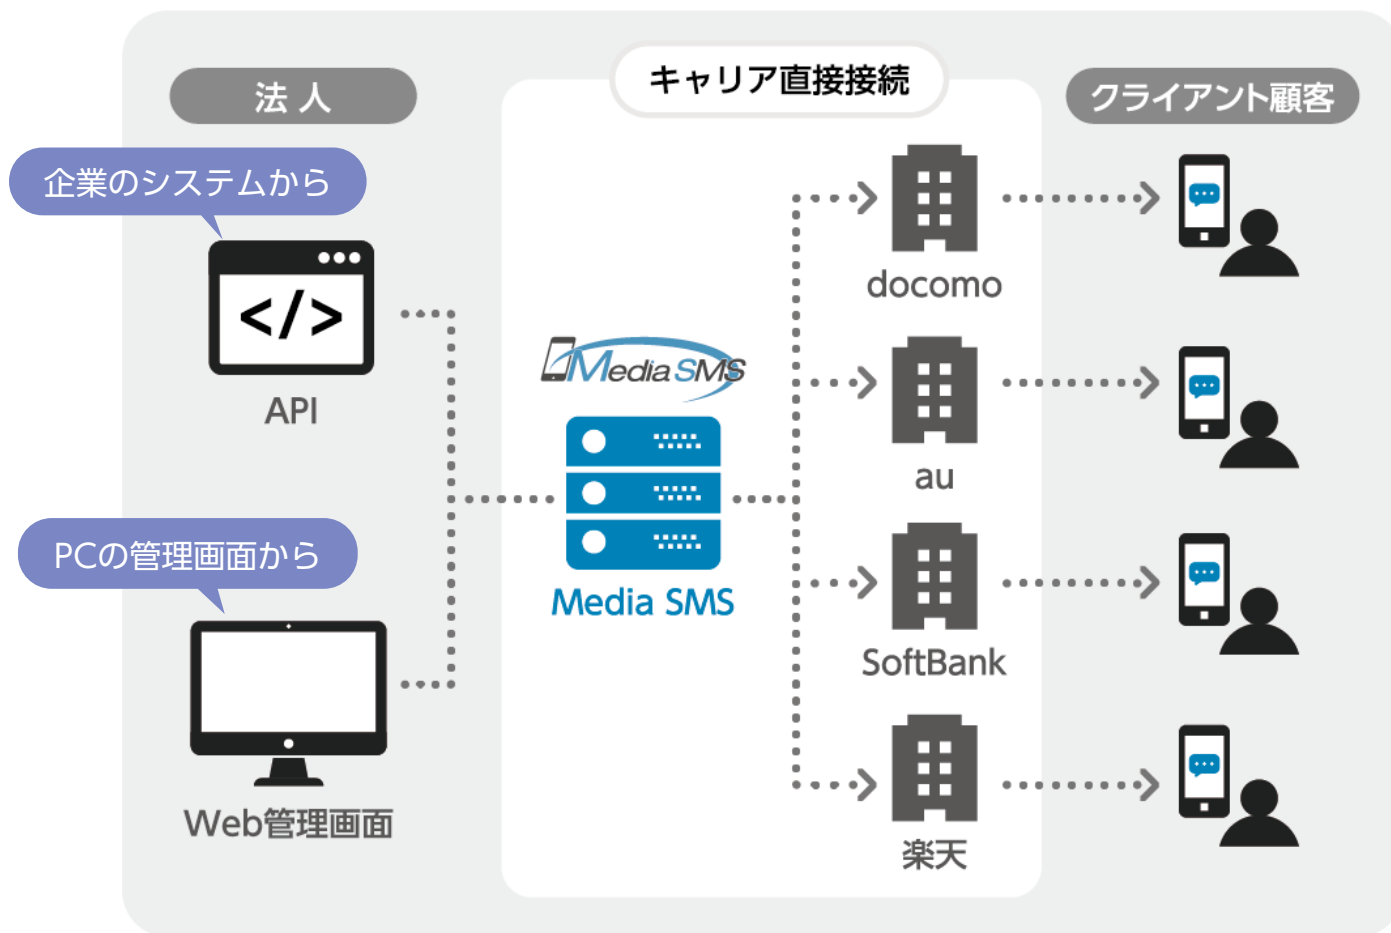 法人
キャリア直接接続
クライアント顧客
企業のシステムから
</>
API
PCの管理画面から
Web管理画面
Media SMS
Media SMS
docomo
au
SoftBank
楽天